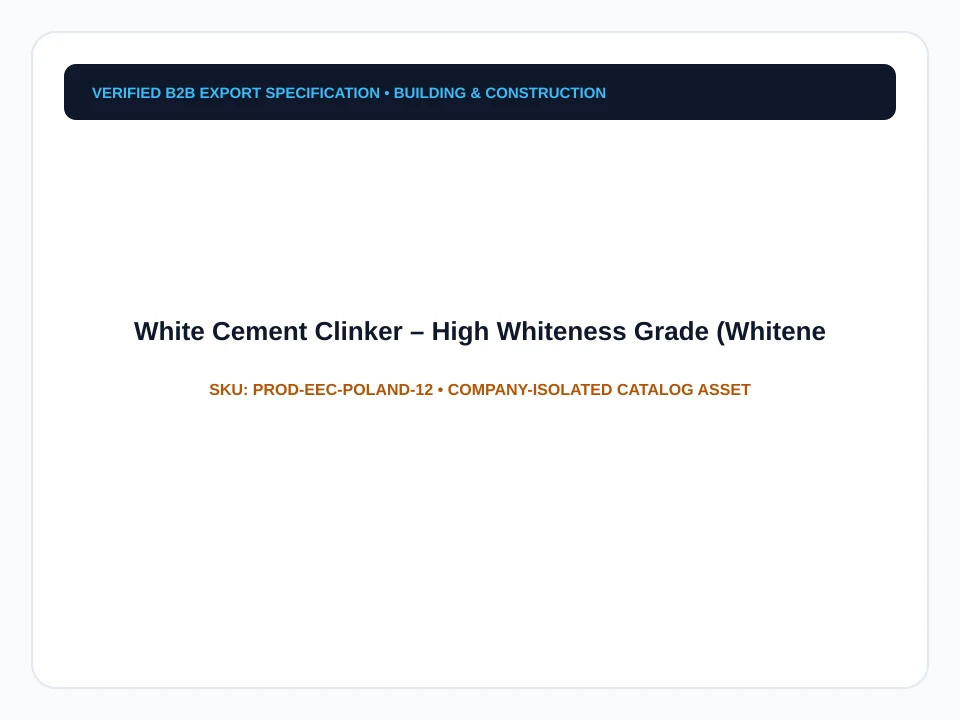 VERIFIED B2B EXPORT SPECIFICATION • BUILDING & CONSTRUCTION
White Cement Clinker – High Whiteness Grade (Whitene
SKU: PROD-EEC-POLAND-12 • COMPANY-ISOLATED CATALOG ASSET